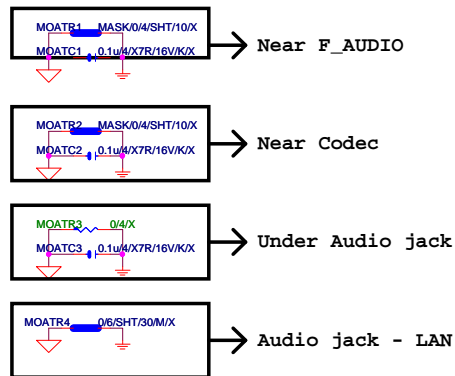 MOATR1 MASK/0/4/SHT/10/X
MOATC1 0.1u/4/X7R/16V/K/X
Near F_AUDIO
MOATR2 MASK/0/4/SHT/10/X
MOATC2 0.1u/4/X7R/16V/K/X
Near Codec
MOATR3 0/4/X
MOATC3 0.1u/4/X7R/16V/K/X
Under Audio jack
MOATR4 0/6/SHT/30/M/X
Audio jack - LAN